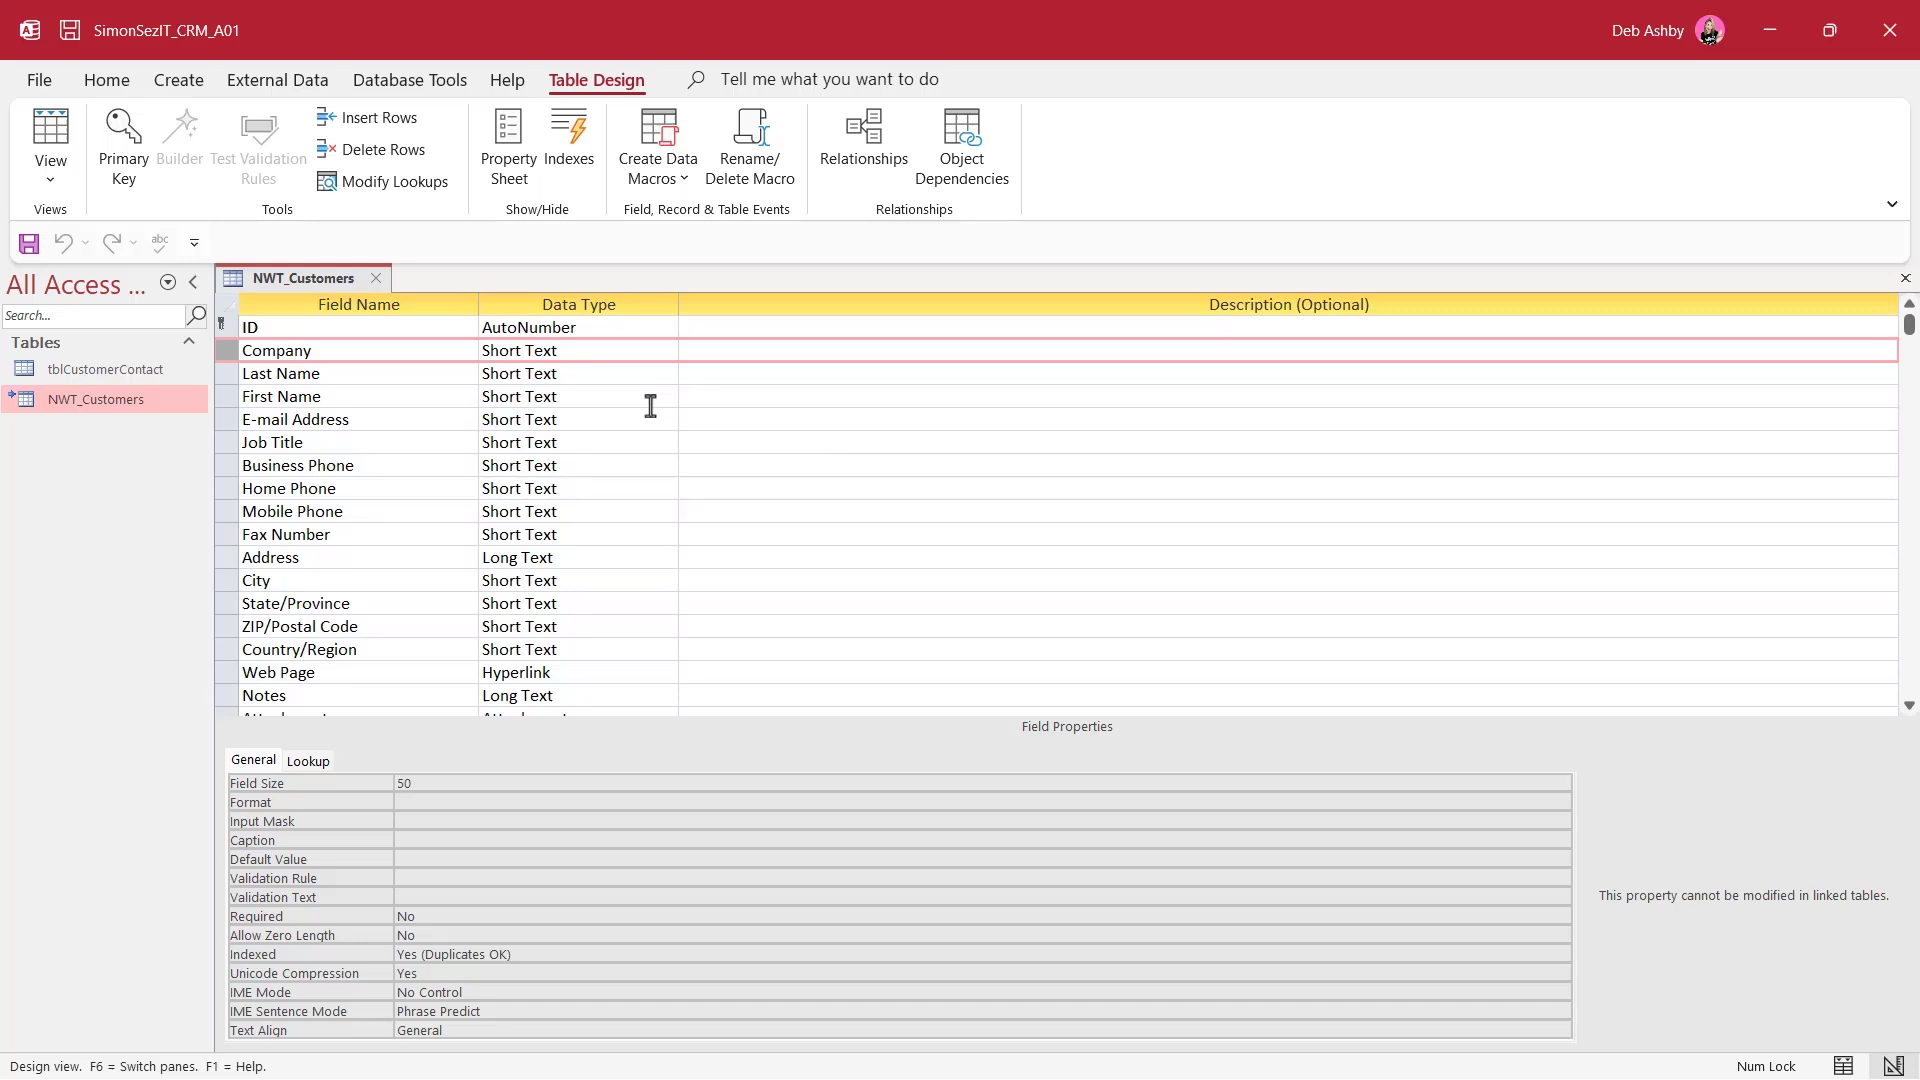 SimonSezIT_CRM_A01
Deb Ashby
File Home Create External Data Database Tools Help Table Design Tell me what you want to do
View
Primary Key
Builder
Test Validation Rules
Insert Rows
Delete Rows
Modify Lookups
Property Sheet
Indexes
Create Data Macros
Rename/ Delete Macro
Relationships
Object Dependencies
Views
Tools
Show/Hide
Field, Record & Table Events
Relationships
abc
All Access ...
Search...
Tables
tblCustomerContact
NWT_Customers
NWT_Customers
Field Name Data Type Description (Optional)
ID AutoNumber
Company Short Text
Last Name Short Text
First Name Short Text
E-mail Address Short Text
Job Title Short Text
Business Phone Short Text
Home Phone Short Text
Mobile Phone Short Text
Fax Number Short Text
Address Long Text
City Short Text
State/Province Short Text
ZIP/Postal Code Short Text
Country/Region Short Text
Web Page Hyperlink
Notes Long Text
Field Properties
General Lookup
Field Size 50
Format
Input Mask
Caption
Default Value
Validation Rule
Validation Text
Required No
Allow Zero Length No
Indexed Yes (Duplicates OK)
Unicode Compression Yes
IME Mode No Control
IME Sentence Mode Phrase Predict
Text Align General
This property cannot be modified in linked tables.
Design view. F6 = Switch panes. F1 = Help.
Num Lock